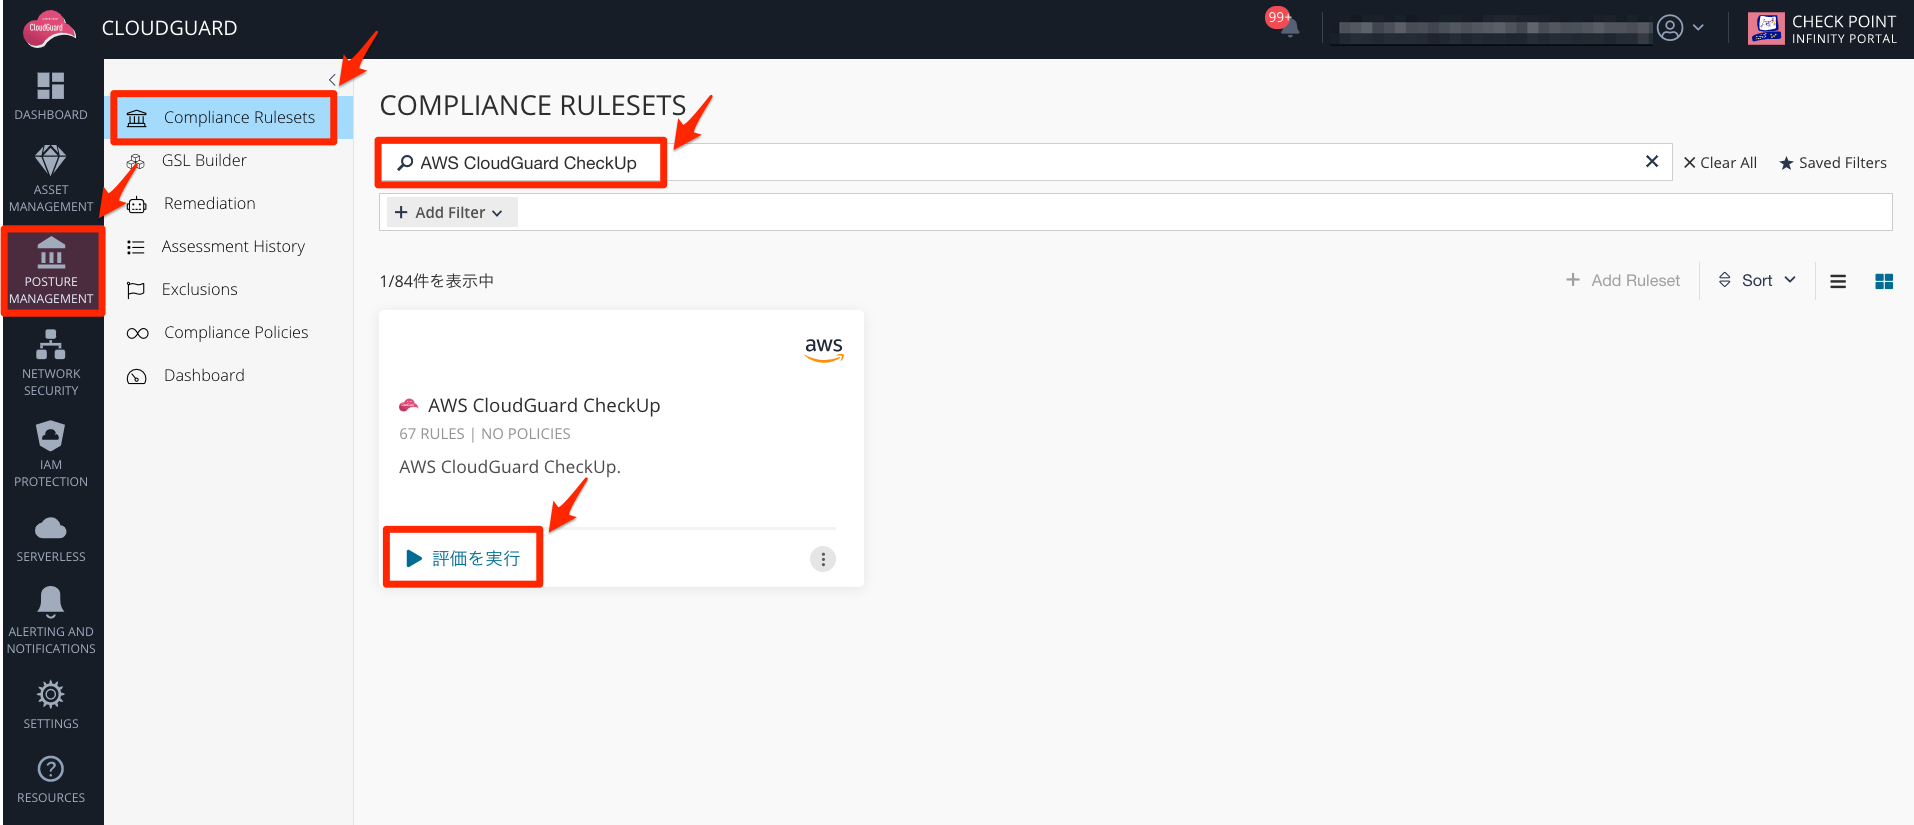 CloudGuard
CLOUDGUARD
99+
CHECK POINT
INFINITY PORTAL
DASHBOARD
ASSET
MANAGEMENT
POSTURE
MANAGEMENT
NETWORK
SECURITY
IAM
PROTECTION
SERVERLESS
ALERTING AND
NOTIFICATIONS
SETTINGS
RESOURCES
Compliance Rulesets
GSL Builder
Remediation
Assessment History
Exclusions
Compliance Policies
Dashboard
COMPLIANCE RULESETS
AWS CloudGuard CheckUp
Clear All
Saved Filters
Add Filter
1/84件を表示中
Add Ruleset
Sort
aws
AWS CloudGuard CheckUp
67 RULES | NO POLICIES
AWS CloudGuard CheckUp.
評価を実行